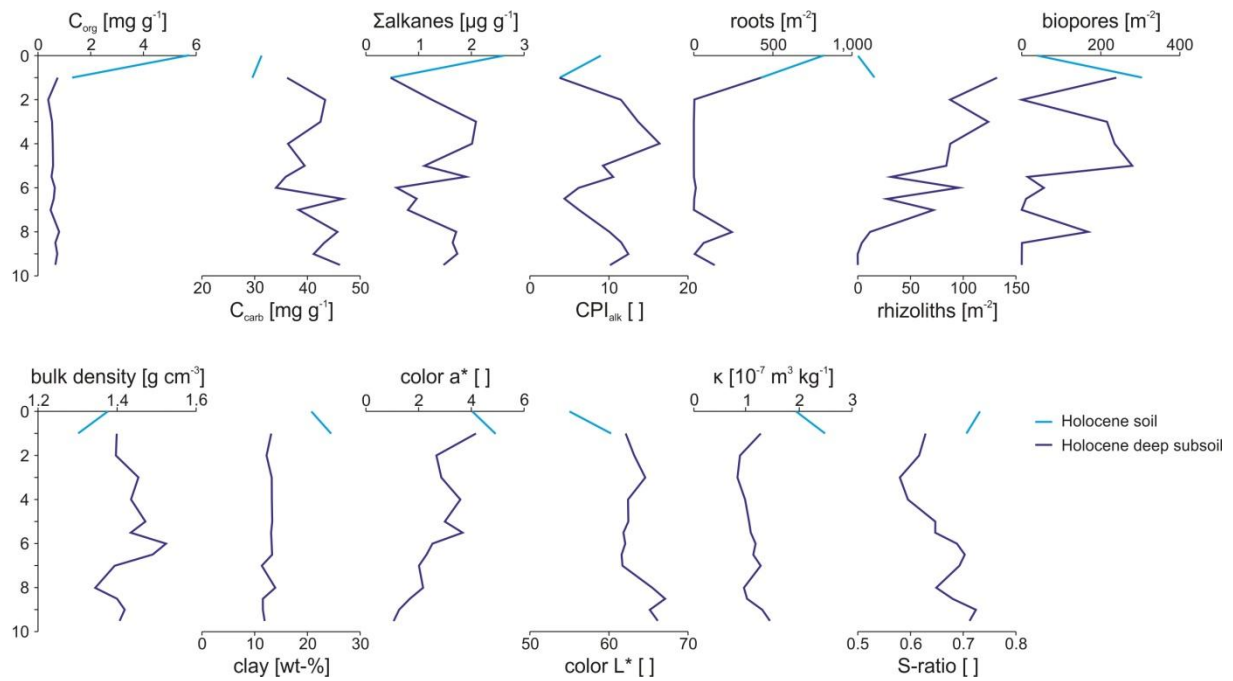 C_org [mg g⁻¹] Σalkanes [µg g⁻¹] roots [m⁻²] biopores [m⁻²]
0 2 4 6 0 1 2 3 0 500 1,000 0 200 400
0
2
4
6
8
10
20 30 40 50 0 10 20 0 50 100 150
C_carb [mg g⁻¹] CPI_alk [ ] rhizoliths [m⁻²]
bulk density [g cm⁻³] color a* [ ] κ [10⁻⁷ m³ kg⁻¹]
1.2 1.4 1.6 0 2 4 6 0 1 2 3
0
Holocene soil
2
Holocene deep subsoil
4
6
8
10
0 10 20 30 50 60 70 0.5 0.6 0.7 0.8
clay [wt-%] color L* [ ] S-ratio [ ]